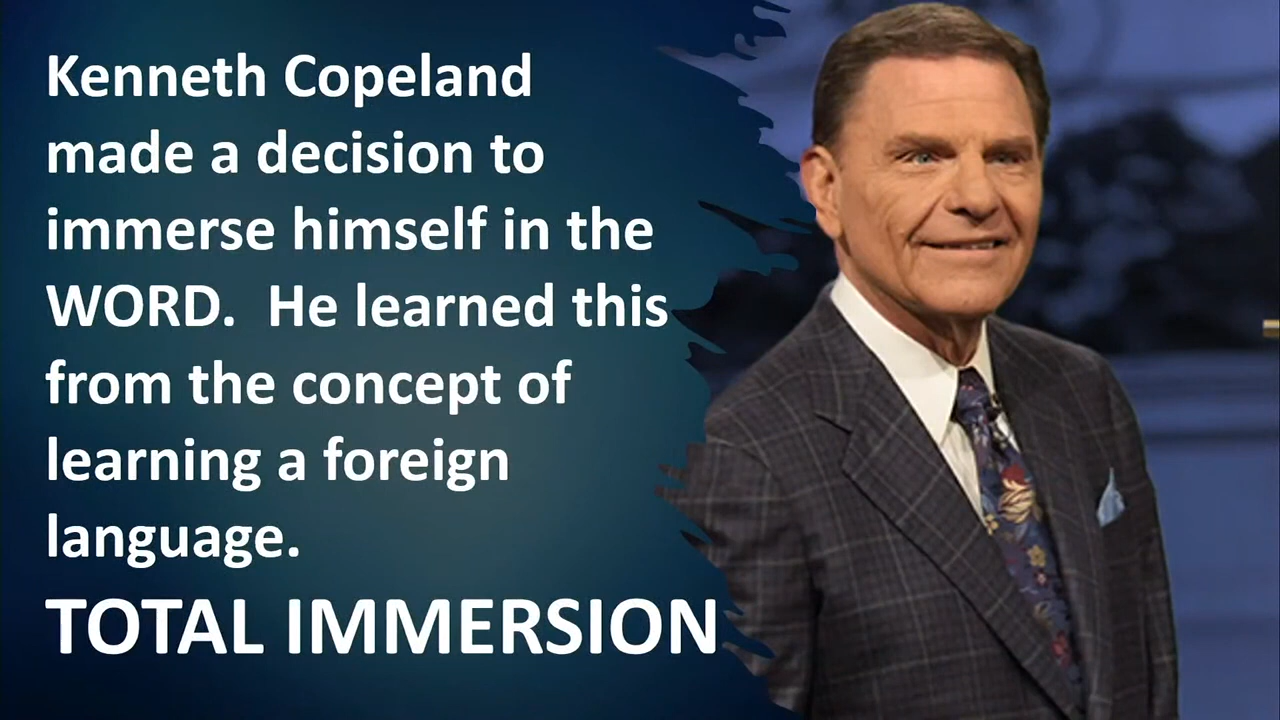 Kenneth Copeland
made a decision to
immerse himself in the
WORD.  He learned this
from the concept of
learning a foreign
language.
TOTAL IMMERSION